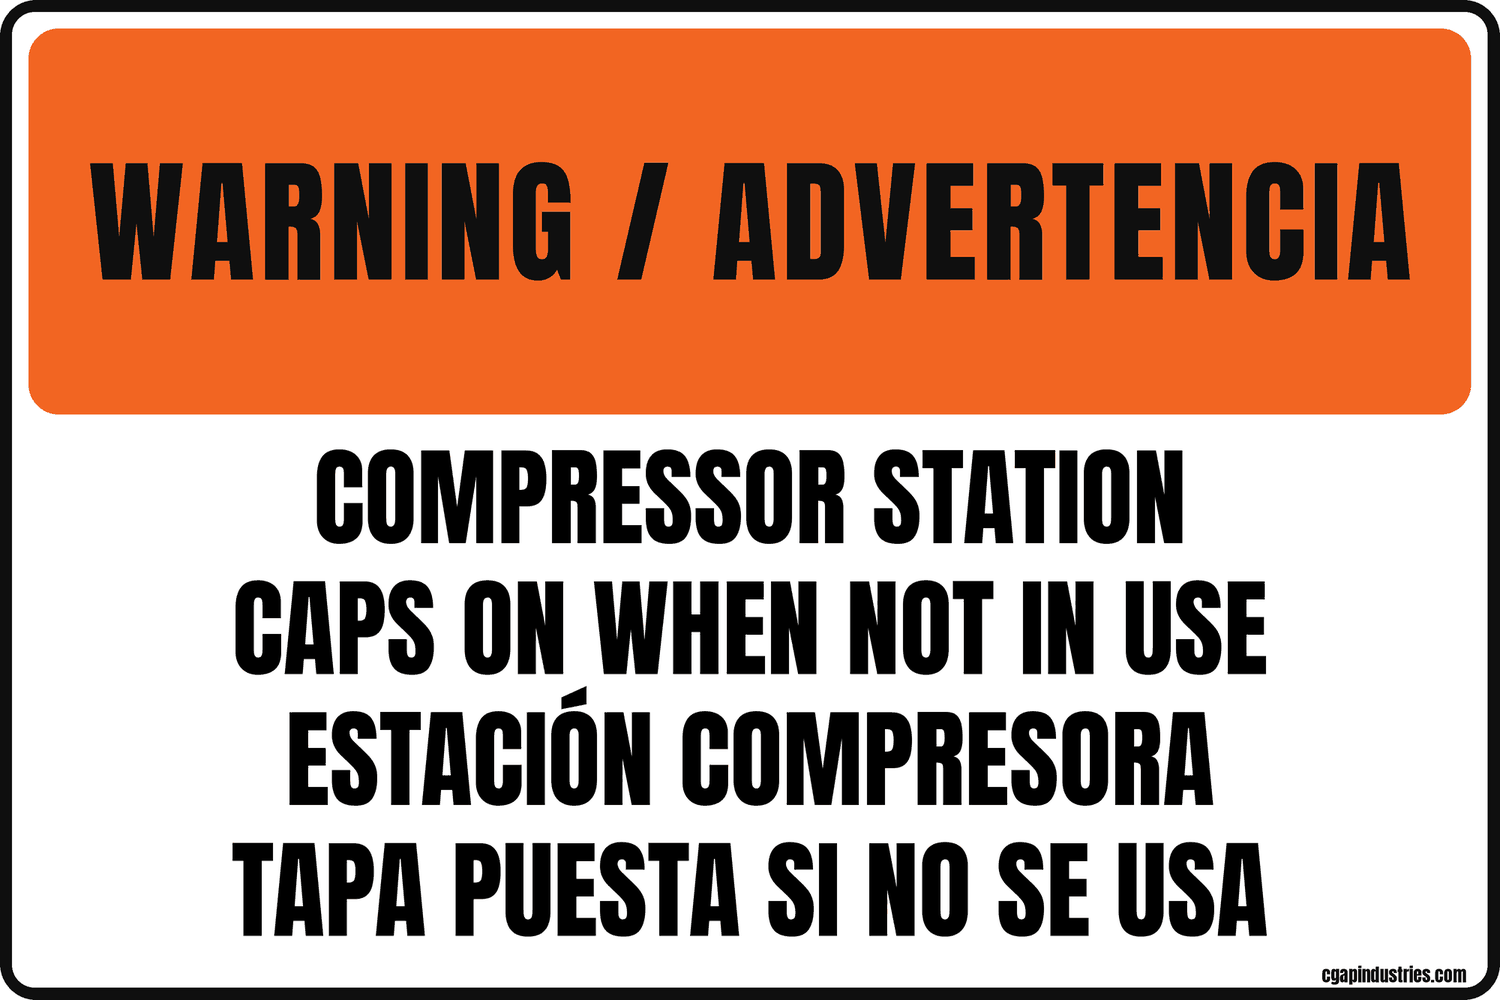 WARNING / ADVERTENCIA
COMPRESSOR STATION
CAPS ON WHEN NOT IN USE
ESTACIÓN COMPRESORA
TAPA PUESTA SI NO SE USA
cgapindustries.com